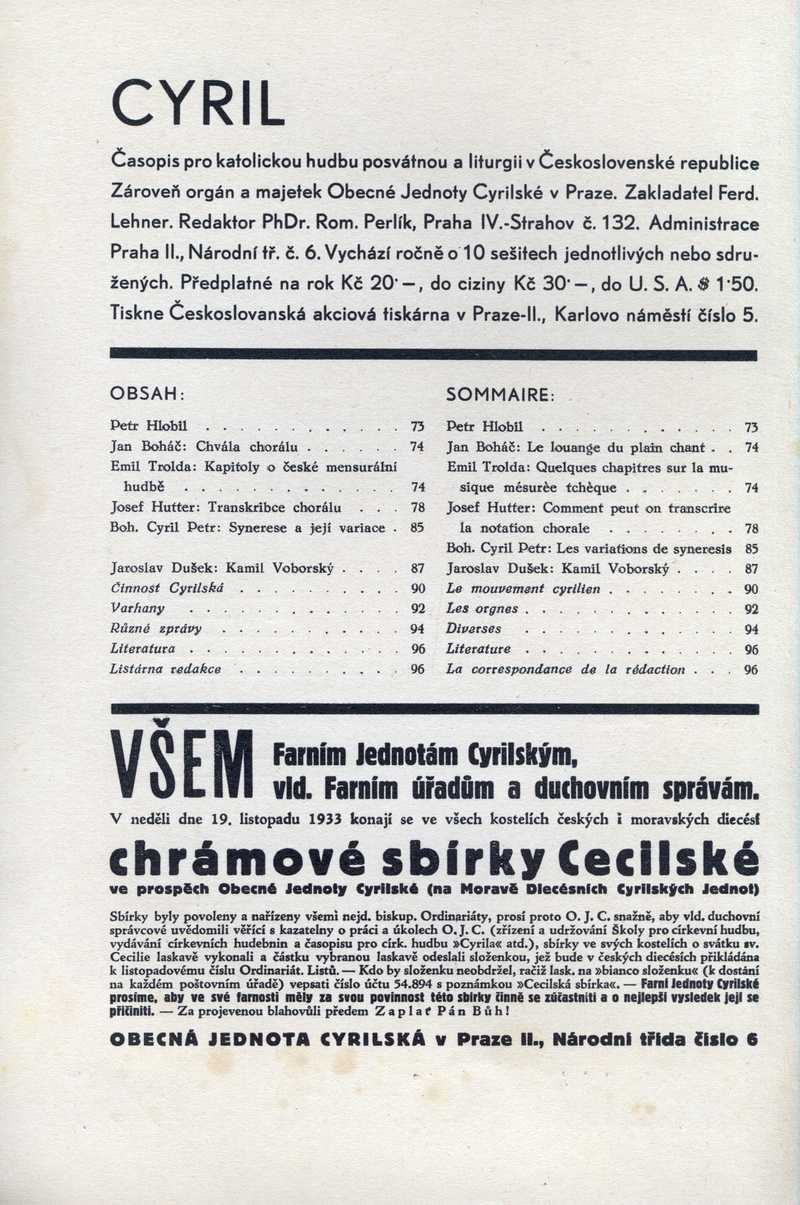 CYRIL
Časopis pro katolickou hudbu posvátnou a liturgii v Československé republice
Zároveň orgán a majetek Obecné Jednoty Cyrilské v Praze. Zakladatel Ferd.
Lehner. Redaktor PhDr. Rom. Perlík, Praha IV.-Strahov č. 132. Administrace
Praha II., Národní tř. č. 6. Vychází ročně o 10 sešitech jednotlivých nebo sdru-
žených. Předplatné na rok Kč 20·—, do ciziny Kč 30·—, do U. S. A. $ 1·50.
Tiskne Českoslovanská akciová tiskárna v Praze-II., Karlovo náměstí číslo 5.
OBSAH:
Petr Hlobil . . . . . . . . . . . . 73
Jan Boháč: Chvála chorálu . . . . . . 74
Emil Trolda: Kapitoly o české mensurální
hudbě . . . . . . . . . . . . . 74
Josef Hutter: Transkribce chorálu . . . 78
Boh. Cyril Petr: Synerese a její variace . 85
Jaroslav Dušek: Kamil Voborský . . . . 87
Činnost Cyrilská . . . . . . . . . . 90
Varhany . . . . . . . . . . . . . 92
Různé zprávy . . . . . . . . . . . 94
Literatura . . . . . . . . . . . . . 96
Listárna redakce . . . . . . . . . . 96
SOMMAIRE:
Petr Hlobil . . . . . . . . . . . . 73
Jan Boháč: Le louange du plain chant . . 74
Emil Trolda: Quelques chapitres sur la mu-
sique mésurèe tchèque . . . . . . . 74
Josef Hutter: Comment peut on transcrire
la notation chorale . . . . . . . . 78
Boh. Cyril Petr: Les variations de syneresis 85
Jaroslav Dušek: Kamil Voborský . . . . 87
Le mouvement cyrilien . . . . . . . . 90
Les orgnes . . . . . . . . . . . . . 92
Diverses . . . . . . . . . . . . . 94
Literature . . . . . . . . . . . . . 96
La correspondance de la rédaction . . . 96
VŠEM Farním Jednotám Cyrilským,
vld. Farním úřadům a duchovním správám.
V neděli dne 19. listopadu 1933 konají se ve všech kostelích českých i moravských diecésí
chrámové sbírky Cecilské
ve prospěch Obecné Jednoty Cyrilské (na Moravě Diecésních Cyrilských Jednot)
Sbírky byly povoleny a nařízeny všemi nejd. biskup. Ordinariáty, prosí proto O. J. C. snažně, aby vld. duchovní
správcové uvědomili věřící s kazatelny o práci a úkolech O. J. C. (zřízení a udržování Školy pro církevní hudbu,
vydávání církevních hudebnin a časopisu pro círk. hudbu »Cyrila« atd.), sbírky ve svých kostelích o svátku sv.
Cecilie laskavě vykonali a částku vybranou laskavě odeslali složenkou, jež bude v českých diecésích přikládána
k listopadovému číslu Ordinariát. Listů. — Kdo by složenku neobdržel, račiž lask. na »bianco složenku« (k dostání
na každém poštovním úřadě) vepsati číslo účtu 54.894 s poznámkou »Cecilská sbírka«. — Farní Jednoty Cyrilské
prosíme, aby ve své farnosti měly za svou povinnost této sbírky činně se zúčastniti a o nejlepší vysledek její se
přičiniti. — Za projevenou blahovůli předem Zaplať Pán Bůh!
OBECNÁ JEDNOTA CYRILSKÁ v Praze II., Národní třída číslo 6